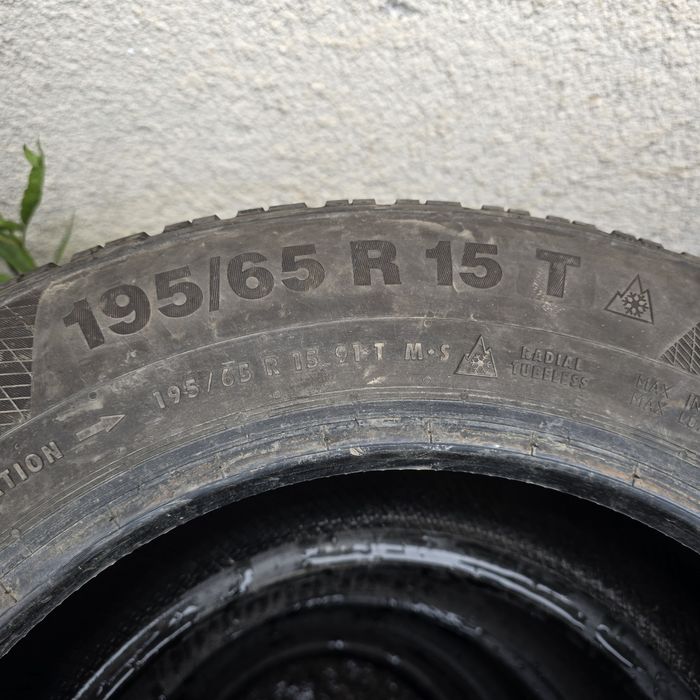 195/65 R 15 T
195/65 R 15 91 T M·S RADIAL
TUBELESS
MAX
MAX
TION